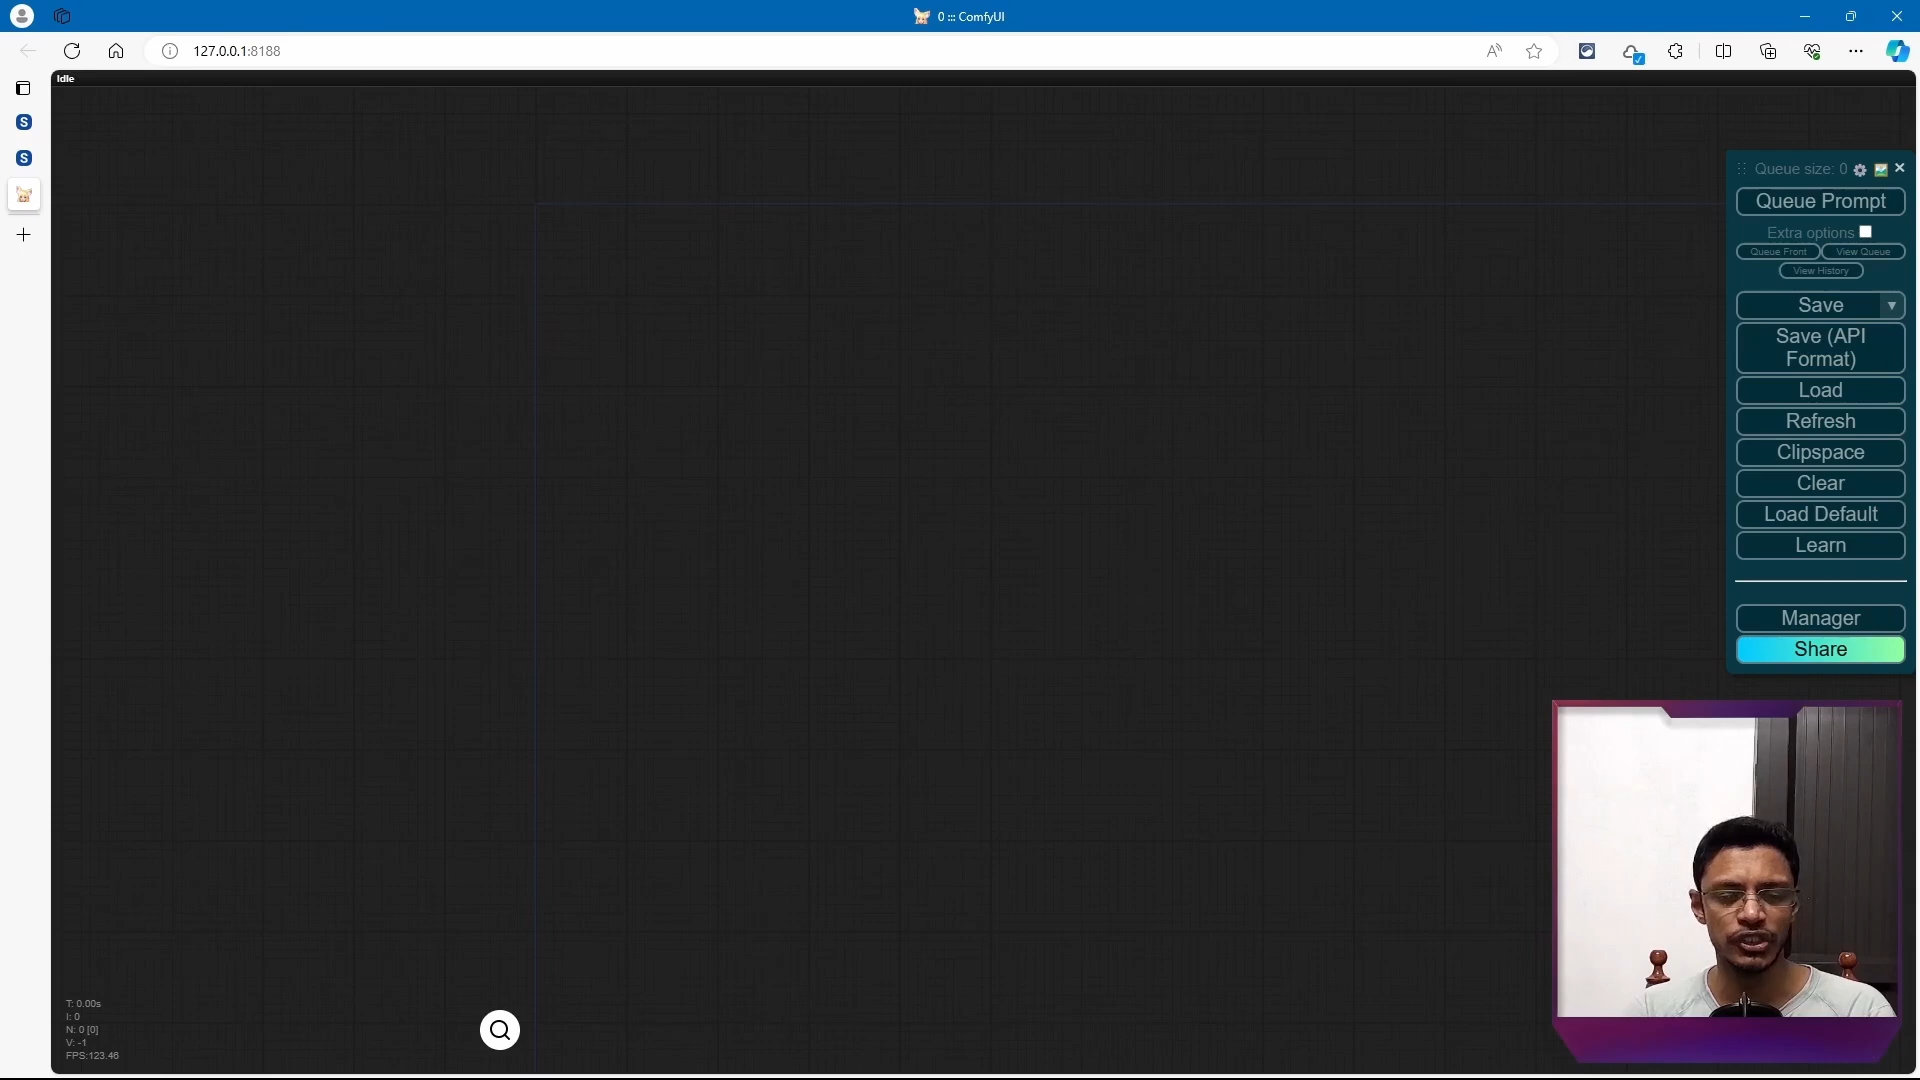 0 ::: ComfyUI
127.0.0.1:8188
Idle
S
S
Queue size: 0
Queue Prompt
Extra options
Queue Front View Queue
View History
Save ▼
Save (API
Format)
Load
Refresh
Clipspace
Clear
Load Default
Learn
Manager
Share
T: 0.00s
I: 0
N: 0 [0]
V: -1
FPS:123.46